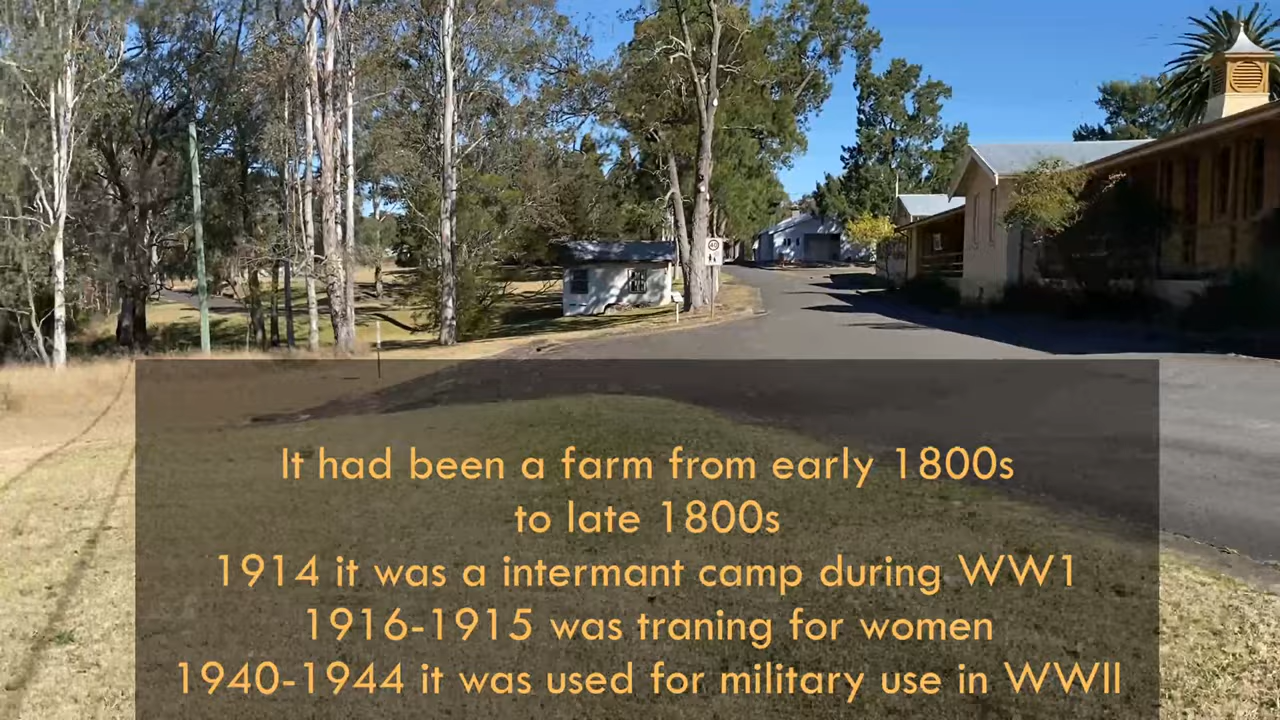 40
It had been a farm from early 1800s
to late 1800s
1914 it was a intermant camp during WW1
1916-1915 was traning for women
1940-1944 it was used for military use in WWII